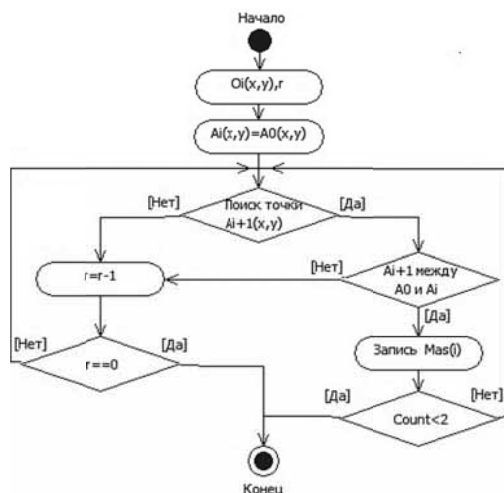 Начало
Oi(x,y),r
Ai(x,y)=A0(x,y)
[Нет]
Поиск точки
Ai+1(x,y)
[Да]
r=r-1
[Нет]
Ai+1 между
A0 и Ai
[Да]
Запись Mas(i)
[Нет]
r==0
[Да]
[Да]
Count<2
[Нет]
Конец